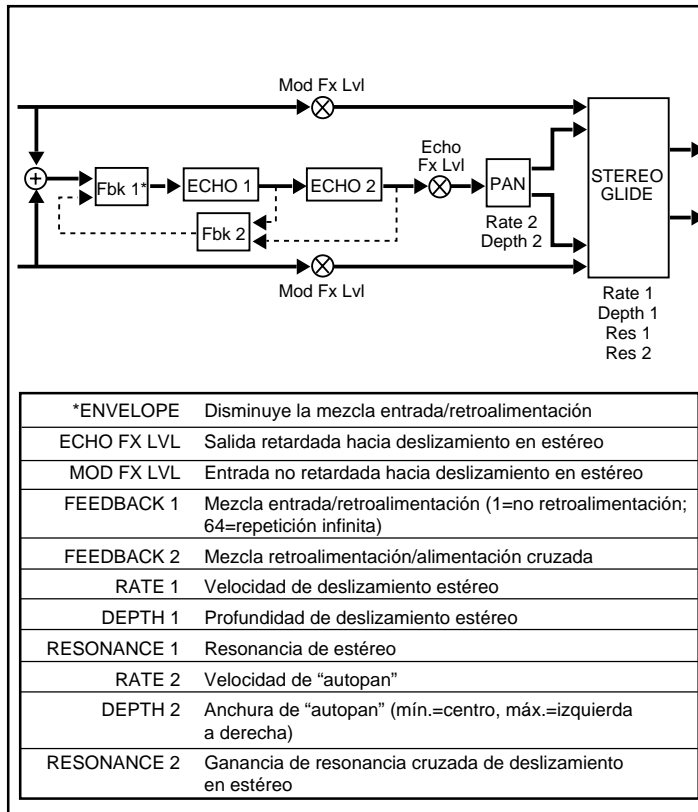 Mod Fx Lvl
Echo
Fx Lvl
Fbk 1*
ECHO 1
ECHO 2
PAN
STEREO
GLIDE
Fbk 2
Rate 2
Depth 2
Mod Fx Lvl
Rate 1
Depth 1
Res 1
Res 2
*ENVELOPE Disminuye la mezcla entrada/retroalimentación
ECHO FX LVL Salida retardada hacia deslizamiento en estéreo
MOD FX LVL Entrada no retardada hacia deslizamiento en estéreo
FEEDBACK 1 Mezcla entrada/retroalimentación (1=no retroalimentación;
64=repetición infinita)
FEEDBACK 2 Mezcla retroalimentación/alimentación cruzada
RATE 1 Velocidad de deslizamiento estéreo
DEPTH 1 Profundidad de deslizamiento estéreo
RESONANCE 1 Resonancia de estéreo
RATE 2 Velocidad de “autopan”
DEPTH 2 Anchura de “autopan” (mín.=centro, máx.=izquierda
a derecha)
RESONANCE 2 Ganancia de resonancia cruzada de deslizamiento
en estéreo